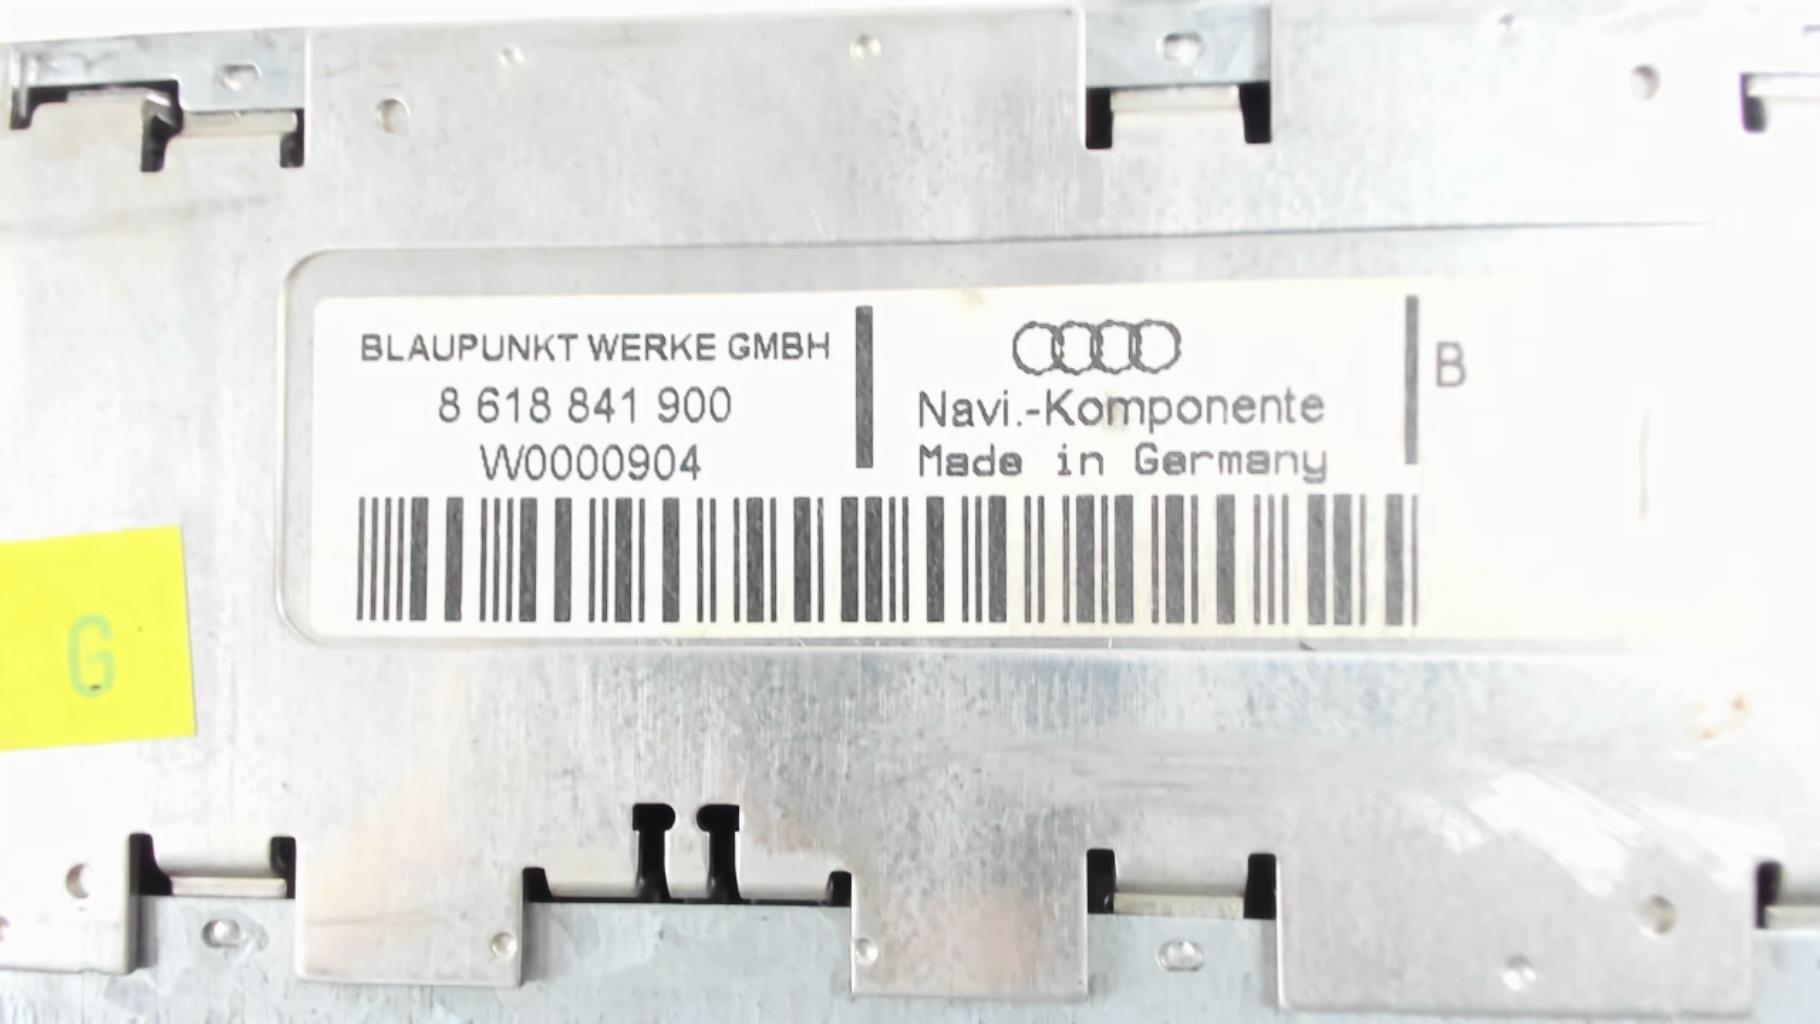 BLAUPUNKT WERKE GMBH
8 618 841 900
W0000904
Navi.-Komponente
Made in Germany
B
G